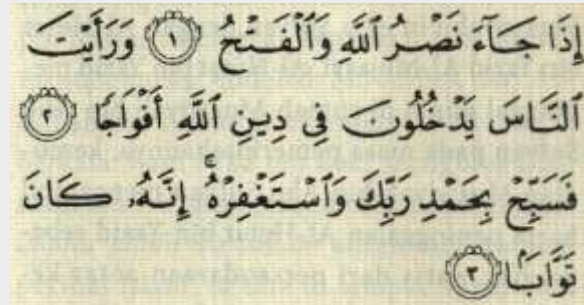 إِذَا جَآءَ نَصْرُ ٱللَّهِ وَٱلْفَتْحُ ١ وَرَأَيْتَ
ٱلنَّاسَ يَدْخُلُونَ فِى دِينِ ٱللَّهِ أَفْوَاجًا ٢
فَسَبِّحْ بِحَمْدِ رَبِّكَ وَٱسْتَغْفِرْهُ ۚ إِنَّهُۥ كَانَ
تَوَّابًۢا ٣